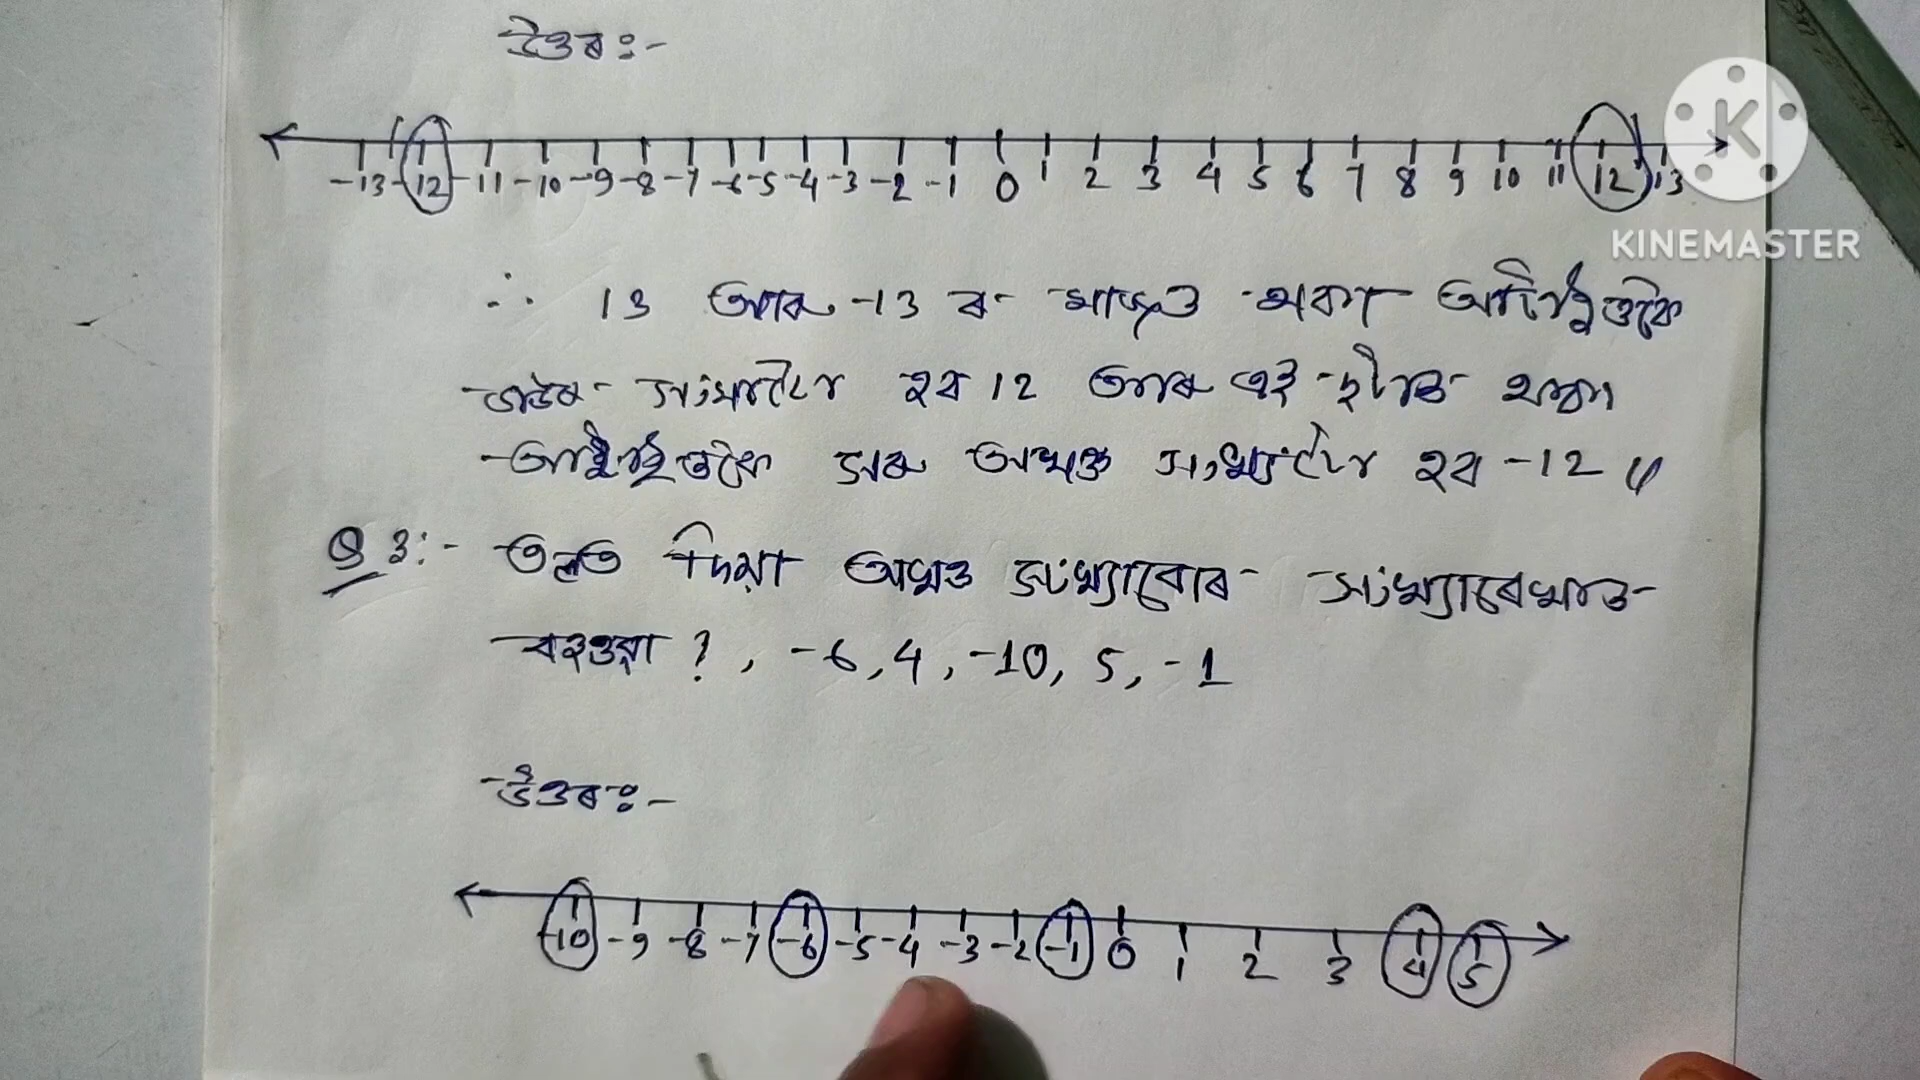 উত্তৰঃ-
-13 -12 -11 -10 -9 -8 -7 -6 -5 -4 -3 -2 -1 0 1 2 3 4 5 6 7 8 9 10 11 12 13
KINEMASTER
∴ 13 আৰু -13 ৰ মাজত থকা আটাইতকৈ
ডাঙৰ সংখ্যাটো হব 12 আৰু এই দুটাৰ থকা
আটাইতকৈ সৰু অখণ্ড সংখ্যাটো হব -12 ৷৷
Q 3:- তলত দিয়া অখণ্ড সংখ্যাবোৰ সংখ্যাৰেখাত
বহুওৱা ? , -6, 4, -10, 5, -1
উত্তৰঃ-
-10 -9 -8 -7 -6 -5 -4 -3 -2 -1 0 1 2 3 4 5